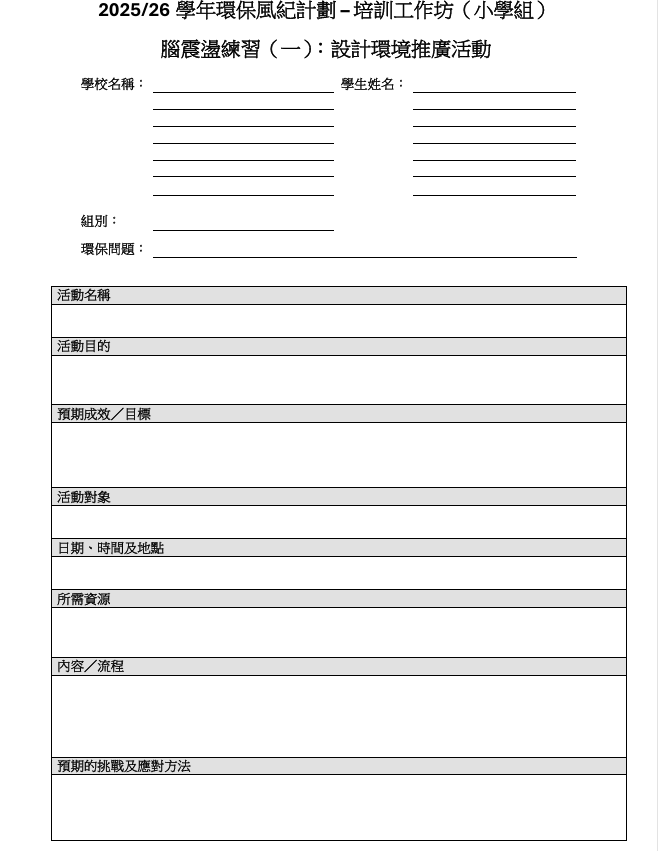 2025/26 學年環保風紀計劃 – 培訓工作坊（小學組）
腦震盪練習（一）：設計環境推廣活動
學校名稱： 學生姓名：
組別：
環保問題：
活動名稱
活動目的
預期成效／目標
活動對象
日期、時間及地點
所需資源
內容／流程
預期的挑戰及應對方法